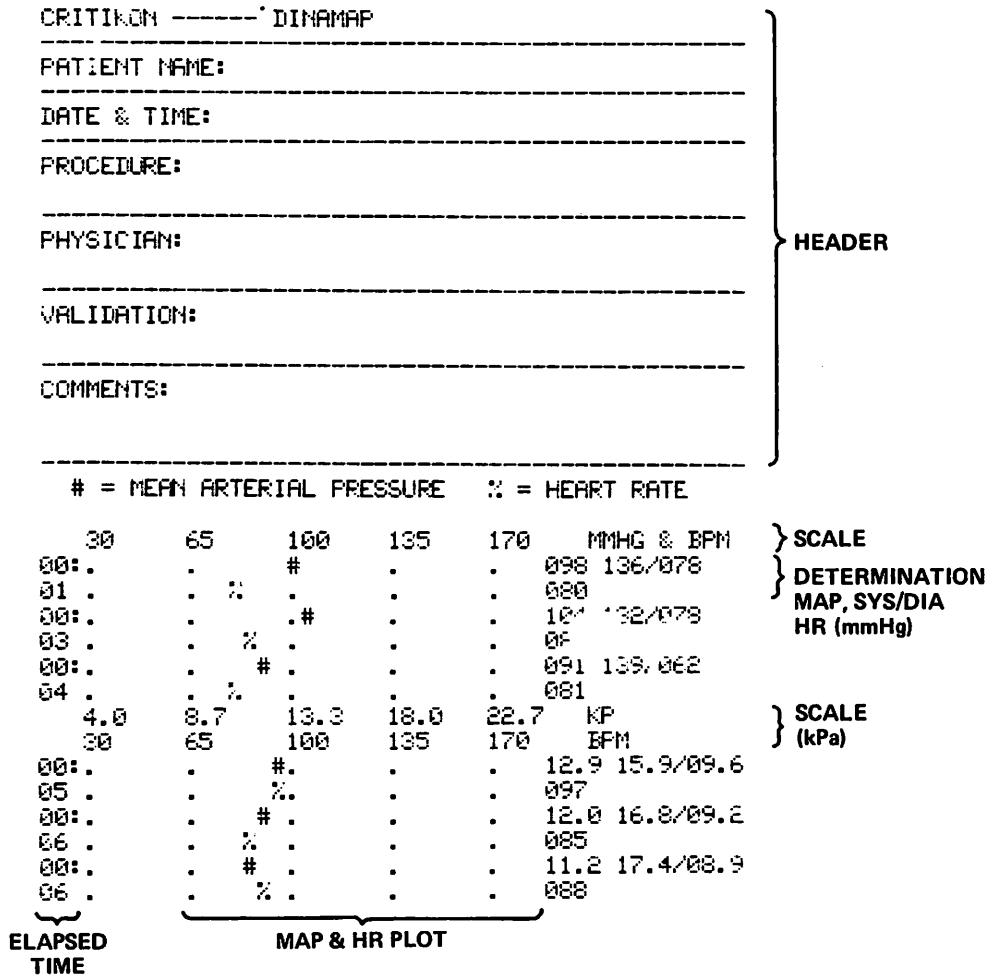 CRITIKON ------ DINAMAP
PATIENT NAME:
DATE & TIME:
PROCEDURE:
PHYSICIAN:
HEADER
VALIDATION:
COMMENTS:
# = MEAN ARTERIAL PRESSURE % = HEART RATE
30 65 100 135 170 MMHG & BPM SCALE
00:. . # . . 098 136/078 DETERMINATION
01 . . % . . . 080 MAP, SYS/DIA
00:. . .# . . /078 HR (mmHg)
03 . . % . . .
00:. . # . . . 091 139/062
04 . . % . . . 081
4.0 8.7 13.3 18.0 22.7 KP SCALE
30 65 100 135 170 BPM (kPa)
00:. . #. . . 12.9 15.9/09.6
05 . . %. . . 097
00:. . # . . . 12.0 16.8/09.2
06 . . % . . . 085
00:. . # . . . 11.2 17.4/08.9
06 . . % . . . 088
ELAPSED TIME
MAP & HR PLOT